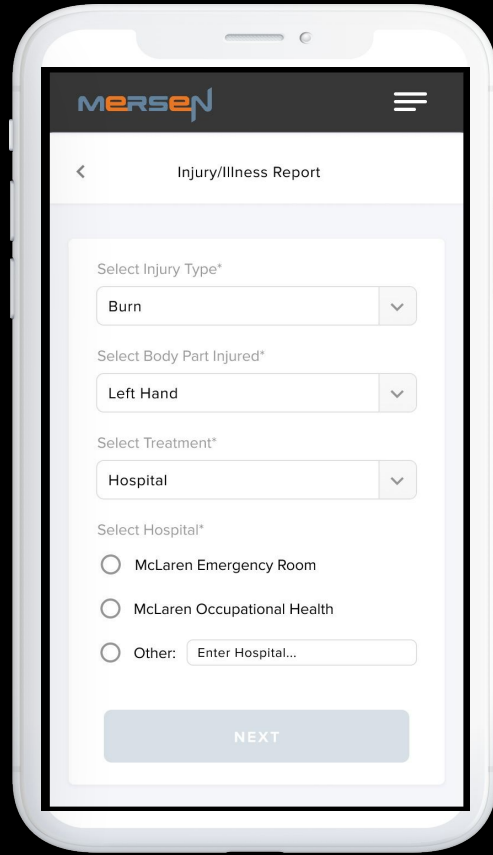 MERSEN
Injury/Illness Report
Select Injury Type*
Burn
Select Body Part Injured*
Left Hand
Select Treatment*
Hospital
Select Hospital*
McLaren Emergency Room
McLaren Occupational Health
Other: Enter Hospital...
NEXT